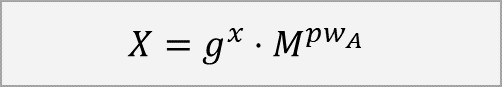 X = g^x · M^{pw_A}